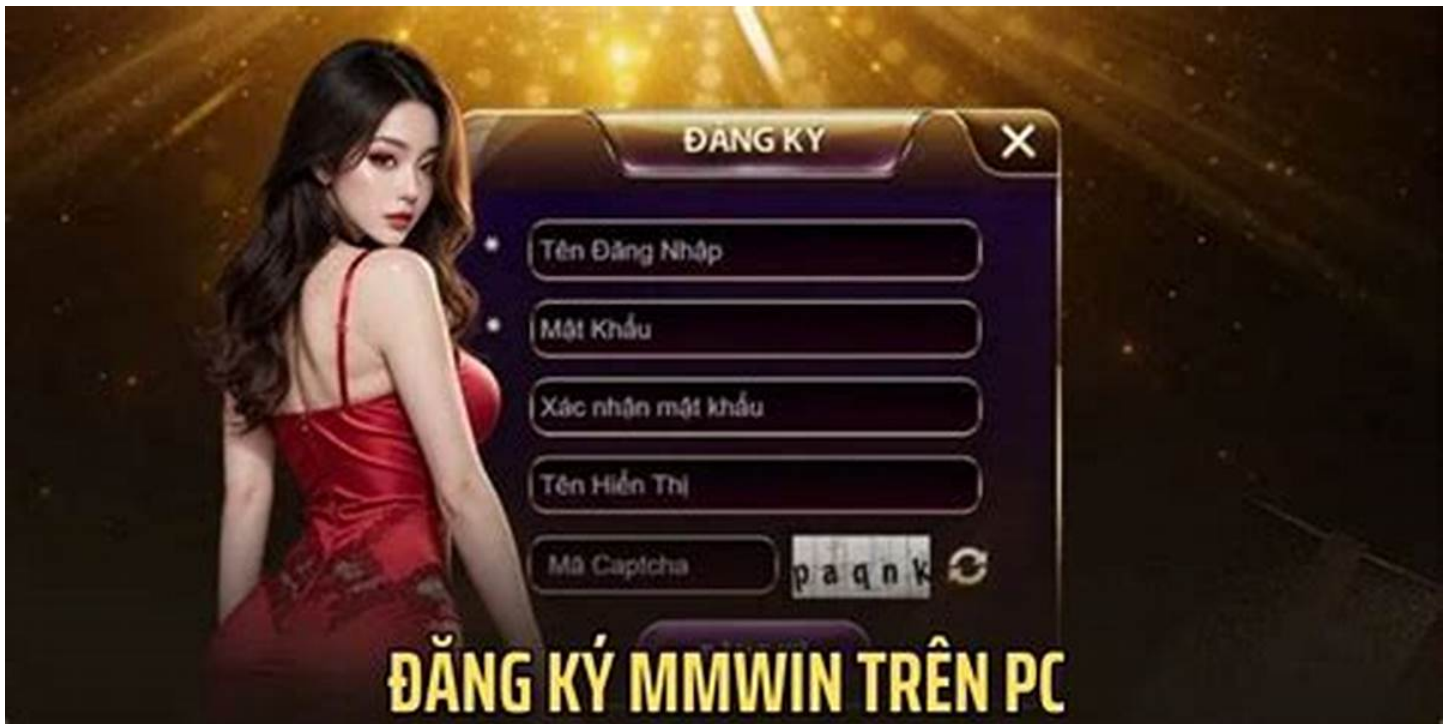 ĐĂNG KÝ
* Tên Đăng Nhập
* Mật Khẩu
Xác nhận mật khẩu
Tên Hiển Thị
Mã Captcha paqnk
ĐĂNG KÝ MMWIN TRÊN PC